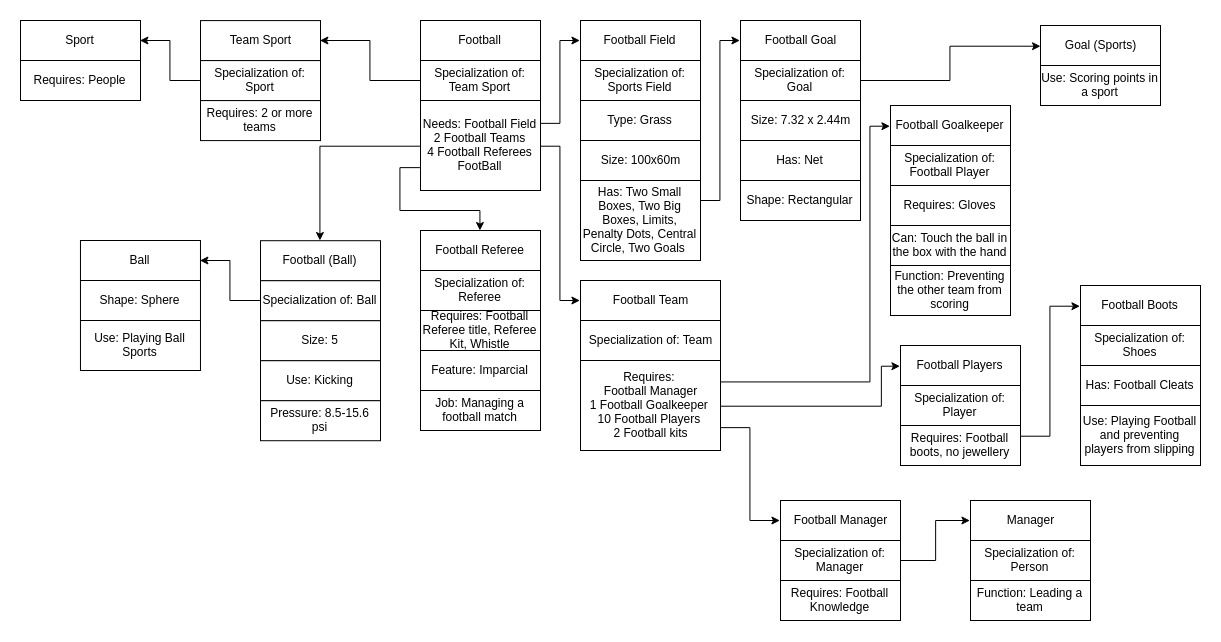 Sport
Requires: People
Team Sport
Specialization of:
Sport
Requires: 2 or more
teams
Football
Specialization of:
Team Sport
Needs: Football Field
2 Football Teams
4 Football Referees
FootBall
Football Field
Specialization of:
Sports Field
Type: Grass
Size: 100x60m
Has: Two Small
Boxes, Two Big
Boxes, Limits,
Penalty Dots, Central
Circle, Two Goals
Football Goal
Specialization of:
Goal
Size: 7.32 x 2.44m
Has: Net
Shape: Rectangular
Goal (Sports)
Use: Scoring points in
a sport
Football Goalkeeper
Specialization of:
Football Player
Requires: Gloves
Can: Touch the ball in
the box with the hand
Function: Preventing
the other team from
scoring
Ball
Shape: Sphere
Use: Playing Ball
Sports
Football (Ball)
Specialization of: Ball
Size: 5
Use: Kicking
Pressure: 8.5-15.6
psi
Football Referee
Specialization of:
Referee
Requires: Football
Referee title, Referee
Kit, Whistle
Feature: Imparcial
Job: Managing a
football match
Football Team
Specialization of: Team
Requires:
Football Manager
1 Football Goalkeeper
10 Football Players
2 Football kits
Football Players
Specialization of:
Player
Requires: Football
boots, no jewellery
Football Boots
Specialization of:
Shoes
Has: Football Cleats
Use: Playing Football
and preventing
players from slipping
Football Manager
Specialization of:
Manager
Requires: Football
Knowledge
Manager
Specialization of:
Person
Function: Leading a
team